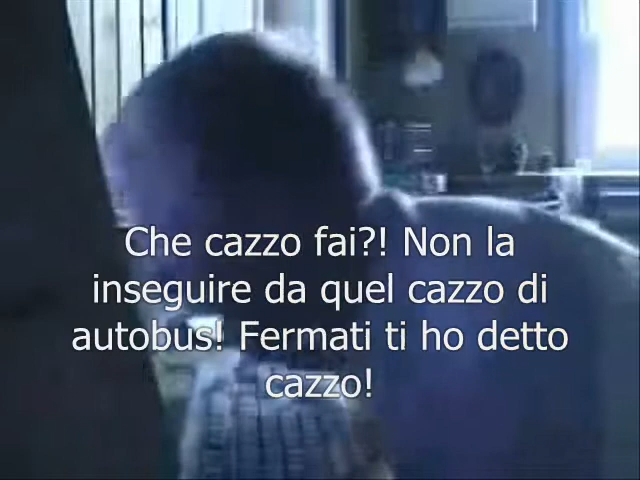 Che cazzo fai?! Non la
inseguire da quel cazzo di
autobus! Fermati ti ho detto
cazzo!